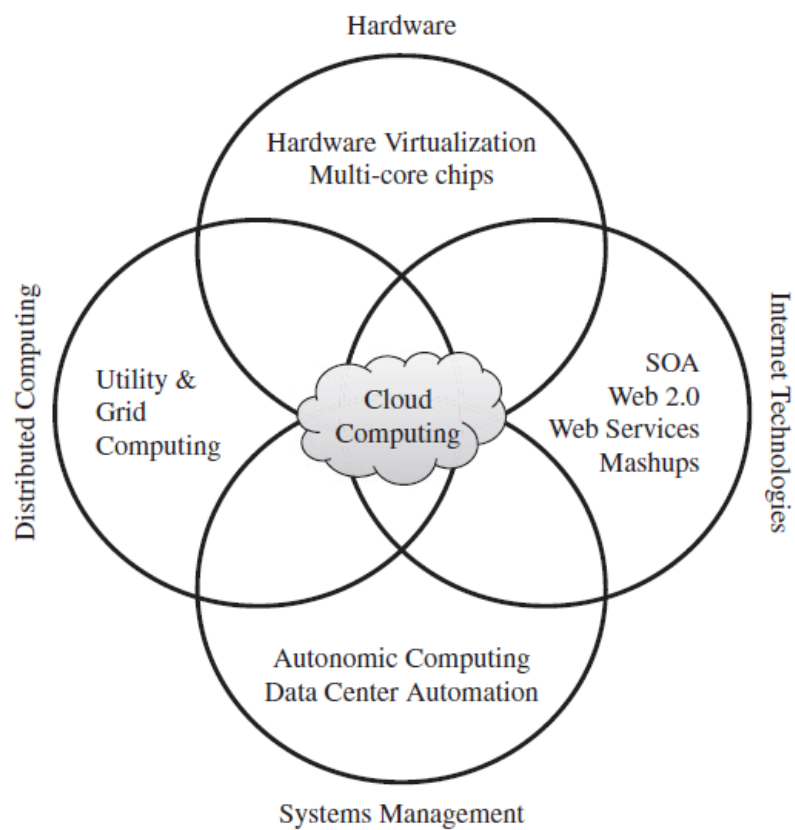 Hardware
Hardware Virtualization
Multi-core chips
Distributed Computing
Utility &
Grid
Computing
Cloud
Computing
SOA
Web 2.0
Web Services
Mashups
Internet Technologies
Autonomic Computing
Data Center Automation
Systems Management